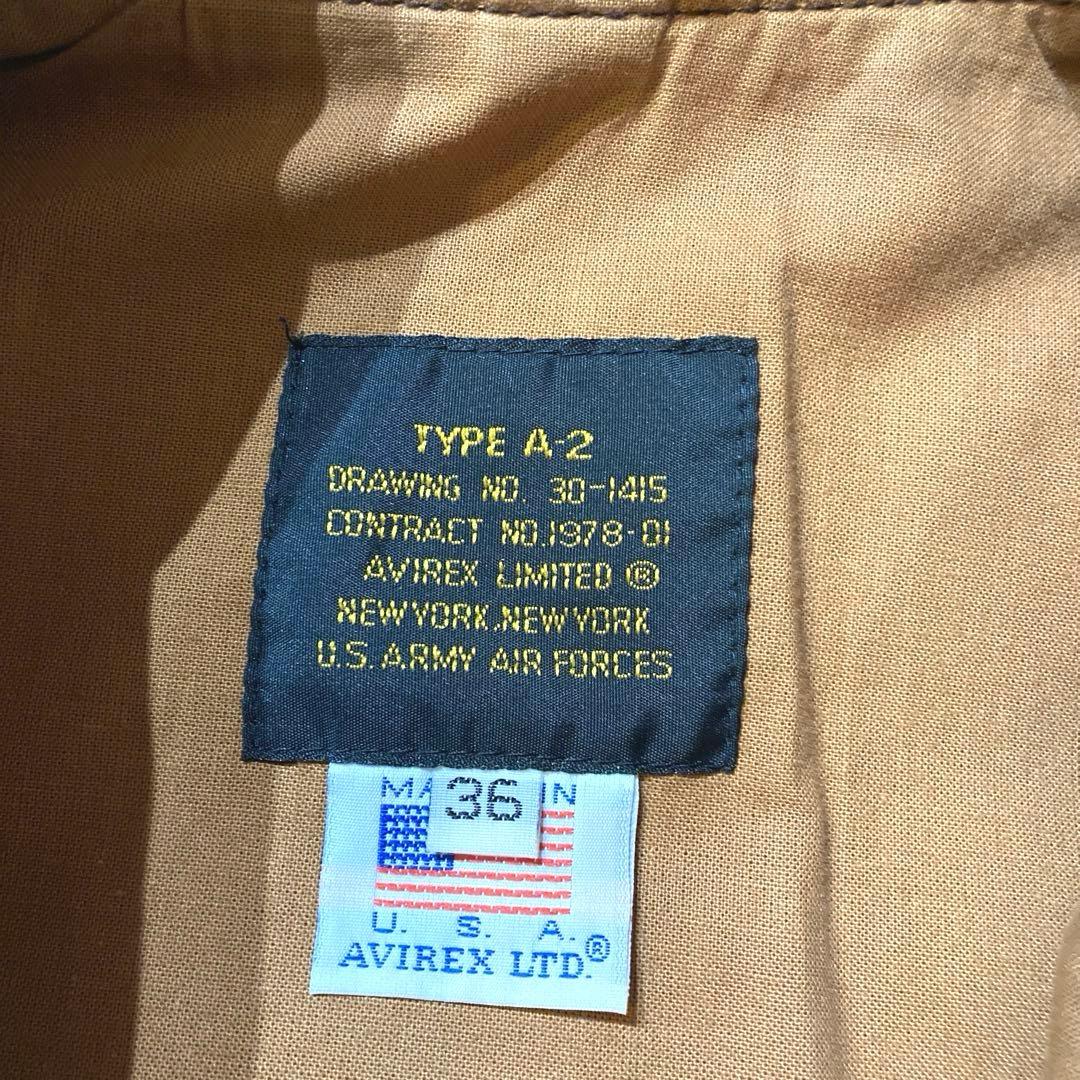 TYPE A-2
DRAWING NO. 30-1415
CONTRACT NO.1978-01
AVIREX LIMITED ®
NEW YORK, NEW YORK
U.S. ARMY AIR FORCES
MA IN
36
U. S. A.
AVIREX LTD.®